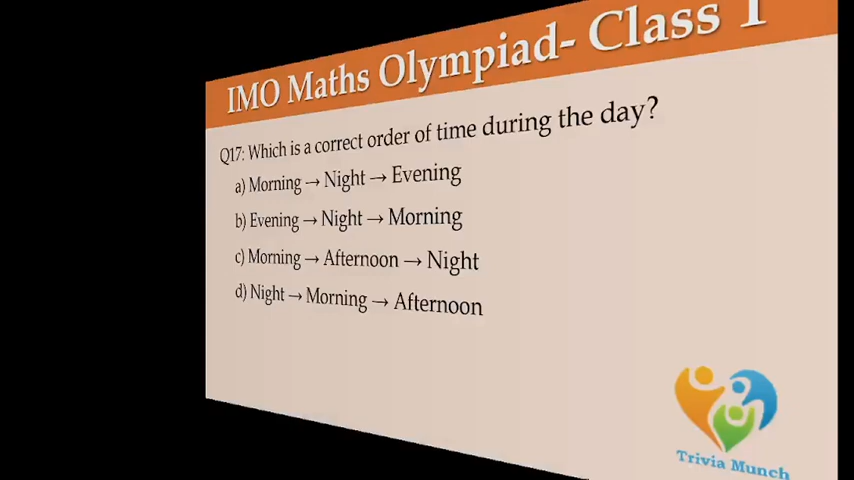 IMO Maths Olympiad- Class 1
Q17: Which is a correct order of time during the day?
a) Morning → Night → Evening
b) Evening → Night → Morning
c) Morning → Afternoon → Night
d) Night → Morning → Afternoon
Trivia Munch